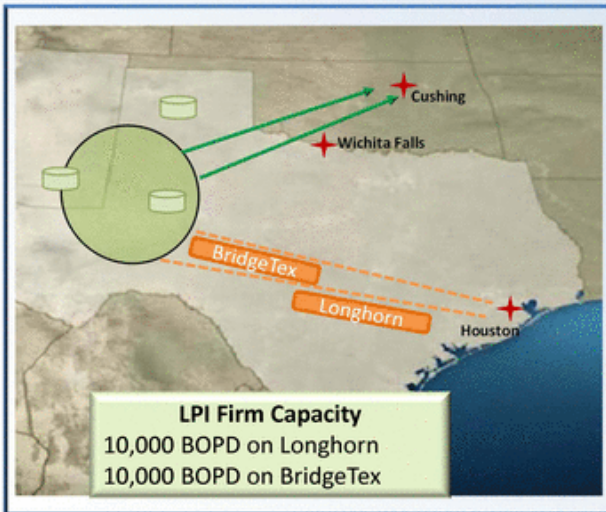 Cushing
Wichita Falls
BridgeTex
Longhorn
Houston
LPI Firm Capacity
10,000 BOPD on Longhorn
10,000 BOPD on BridgeTex